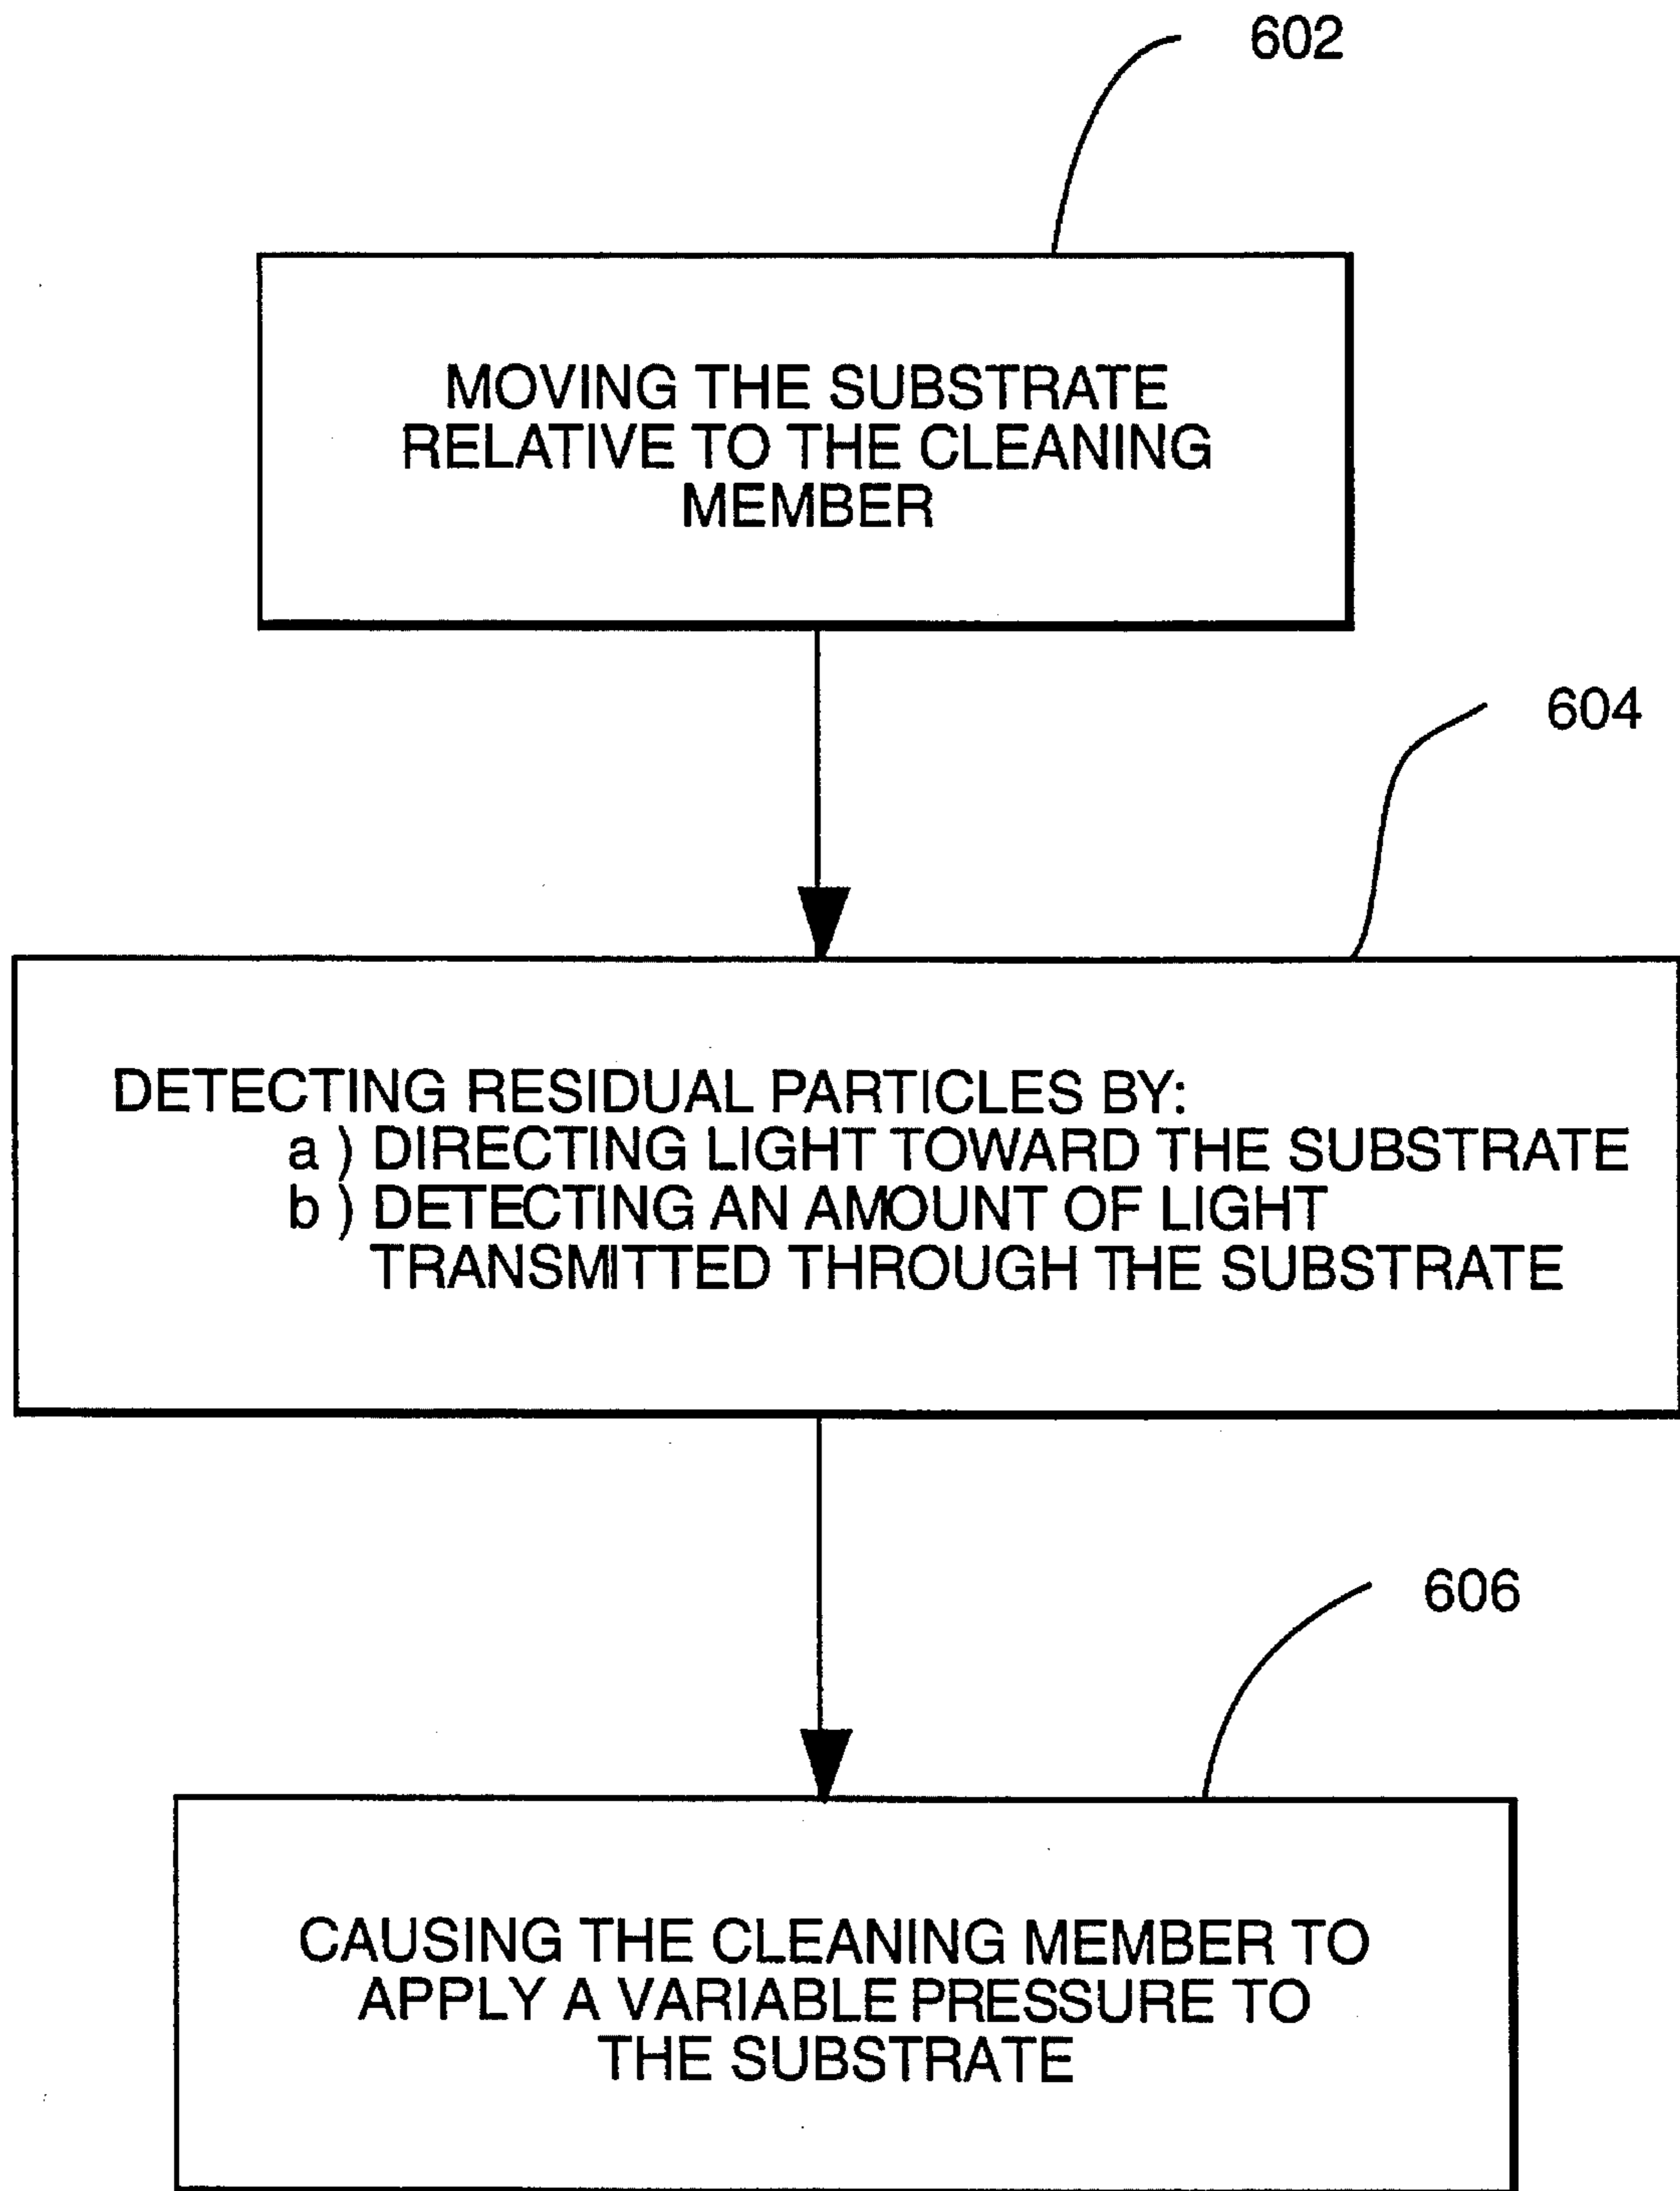 602
MOVING THE SUBSTRATE
RELATIVE TO THE CLEANING
MEMBER
604
DETECTING RESIDUAL PARTICLES BY:
a ) DIRECTING LIGHT TOWARD THE SUBSTRATE
b ) DETECTING AN AMOUNT OF LIGHT
TRANSMITTED THROUGH THE SUBSTRATE
606
CAUSING THE CLEANING MEMBER TO
APPLY A VARIABLE PRESSURE TO
THE SUBSTRATE